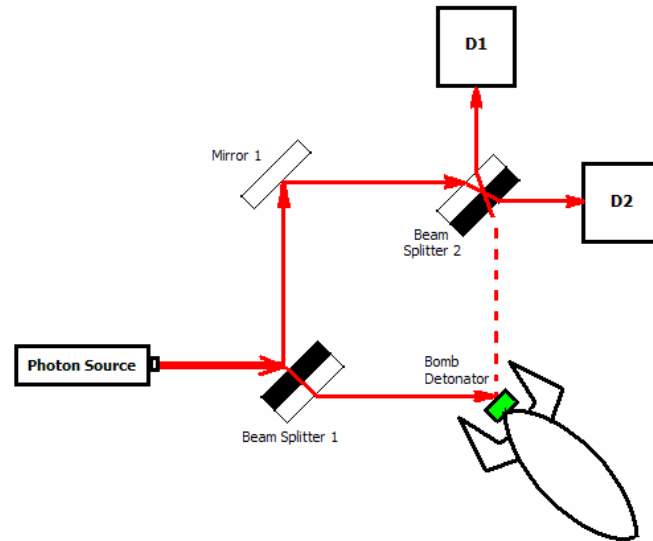 D1
Mirror 1
D2
Beam
Splitter 2
Photon Source
Bomb
Detonator
Beam Splitter 1